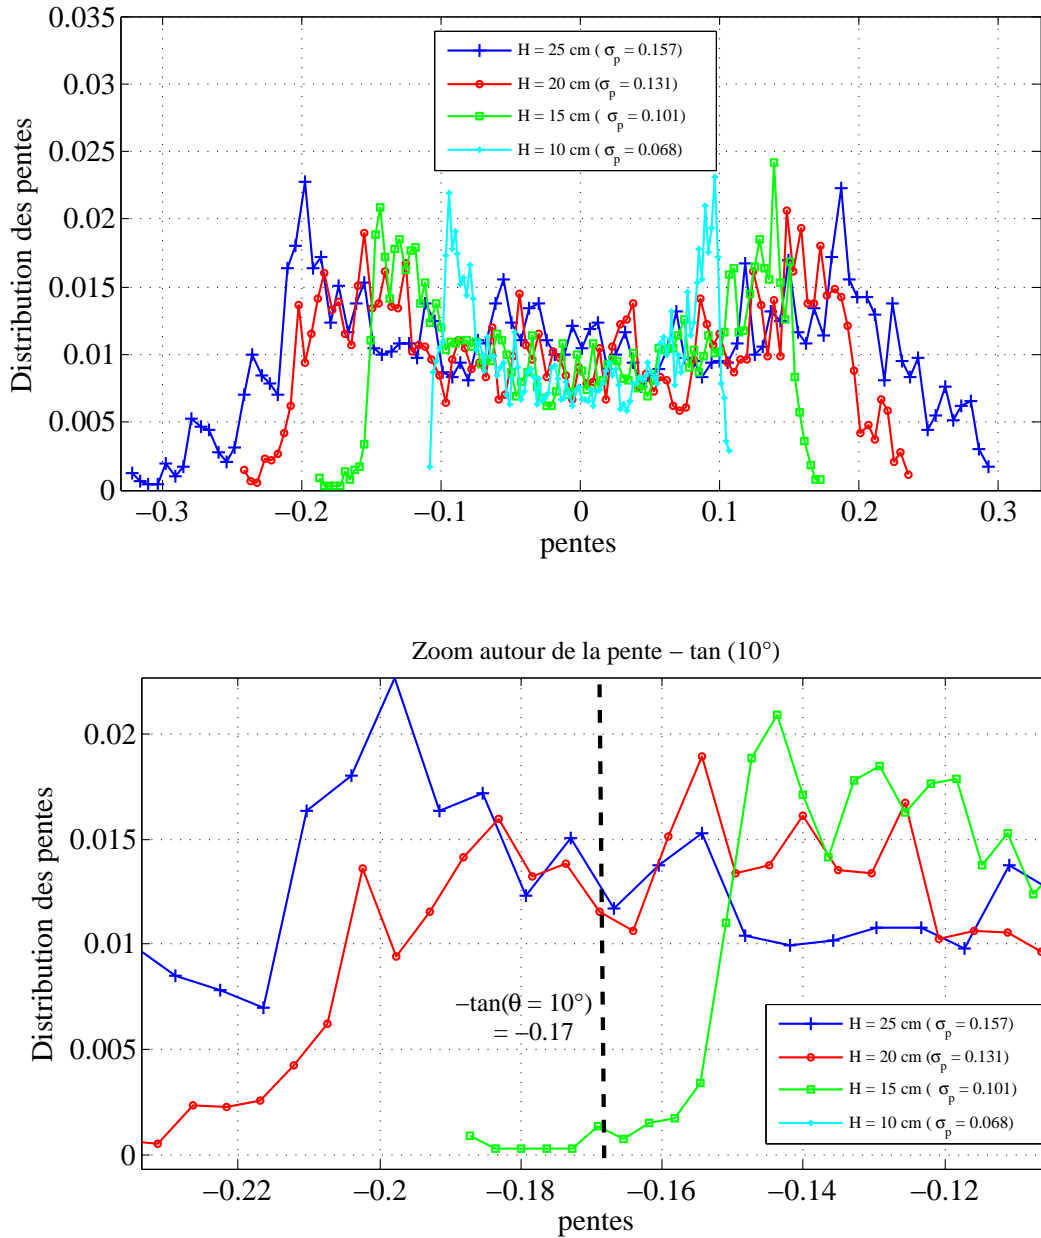 0.035
0.03
0.025
0.02
0.015
0.01
0.005
0
Distribution des pentes
H = 25 cm ( σp = 0.157)
H = 20 cm (σp = 0.131)
H = 15 cm ( σp = 0.101)
H = 10 cm ( σp = 0.068)
−0.3 −0.2 −0.1 0 0.1 0.2 0.3
pentes
Zoom autour de la pente − tan (10°)
0.02
0.015
0.01
0.005
0
Distribution des pentes
−tan(θ = 10°)
= −0.17
H = 25 cm ( σp = 0.157)
H = 20 cm (σp = 0.131)
H = 15 cm ( σp = 0.101)
H = 10 cm ( σp = 0.068)
−0.22 −0.2 −0.18 −0.16 −0.14 −0.12
pentes